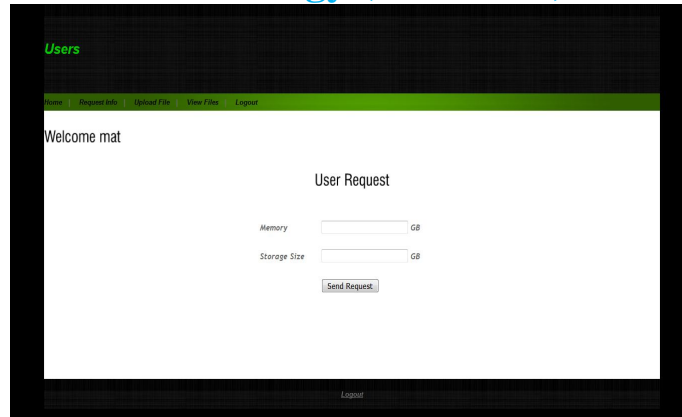 Users
Home | Request Info | Upload File | View Files | Logout
Welcome mat
User Request
Memory GB
Storage Size GB
Send Request
Logout